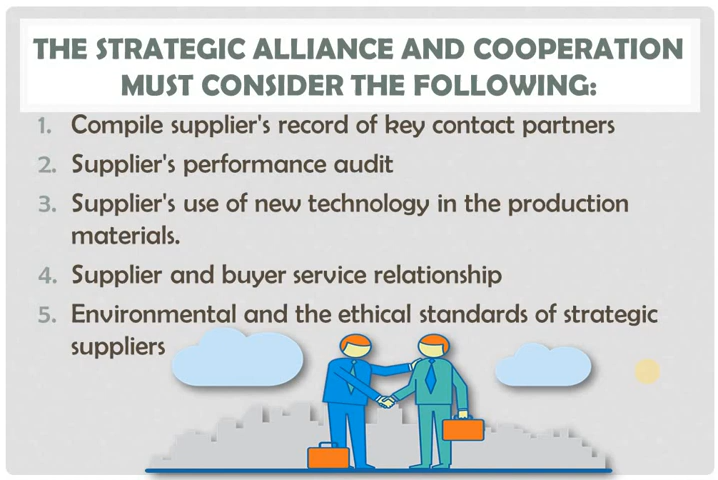 THE STRATEGIC ALLIANCE AND COOPERATION
MUST CONSIDER THE FOLLOWING:
1. Compile supplier's record of key contact partners
2. Supplier's performance audit
3. Supplier's use of new technology in the production
materials.
4. Supplier and buyer service relationship
5. Environmental and the ethical standards of strategic
suppliers